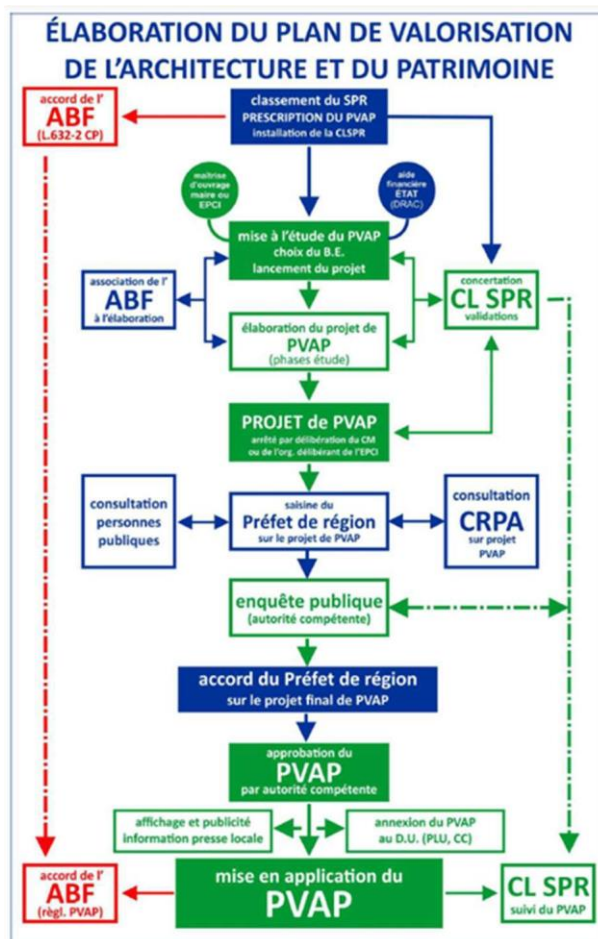 ÉLABORATION DU PLAN DE VALORISATION
DE L'ARCHITECTURE ET DU PATRIMOINE
accord de l'
ABF
(L.632-2 CP)
classement du SPR
PRESCRIPTION DU PVAP
installation de la CLSPR
maîtrise
d'ouvrage
maire ou
EPCI
aide
financière
ÉTAT
(DRAC)
mise à l'étude du PVAP
choix du B.E.
lancement du projet
association de l'
ABF
à l'élaboration
concertation
CL SPR
validations
élaboration du projet de
PVAP
(phases étude)
PROJET de PVAP
arrêté par délibération du CM
ou de l'org. délibérant de l'EPCI
consultation
personnes
publiques
saisine du
Préfet de région
sur le projet de PVAP
consultation
CRPA
sur projet
PVAP
enquête publique
(autorité compétente)
accord du Préfet de région
sur le projet final de PVAP
approbation du
PVAP
par autorité compétente
affichage et publicité
information presse locale
annexion du PVAP
au D.U. (PLU, CC)
accord de l'
ABF
(règl. PVAP)
mise en application du
PVAP
CL SPR
suivi du PVAP